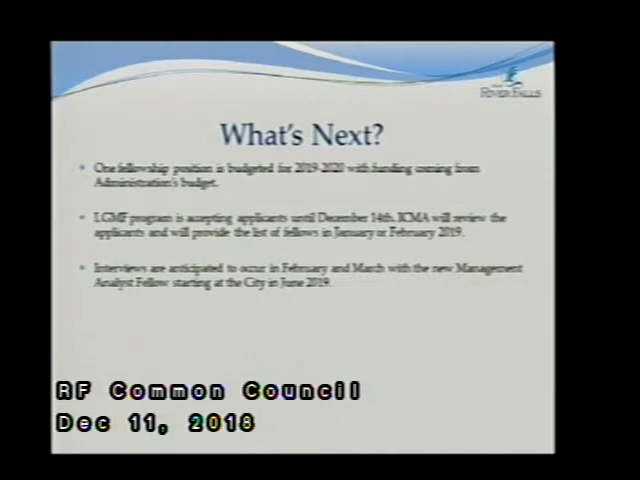 RIVER FALLS
What's Next?
• One fellowship position is budgeted for 2019-2020 with funding coming from
Administration's budget.
• LGMF program is accepting applicants until December 14th. ICMA will review the
applicants and will provide the list of fellows in January or February 2019.
• Interviews are anticipated to occur in February and March with the new Management
Analyst Fellow starting at the City in June 2019.
RF Common Council
Dec 11, 2018